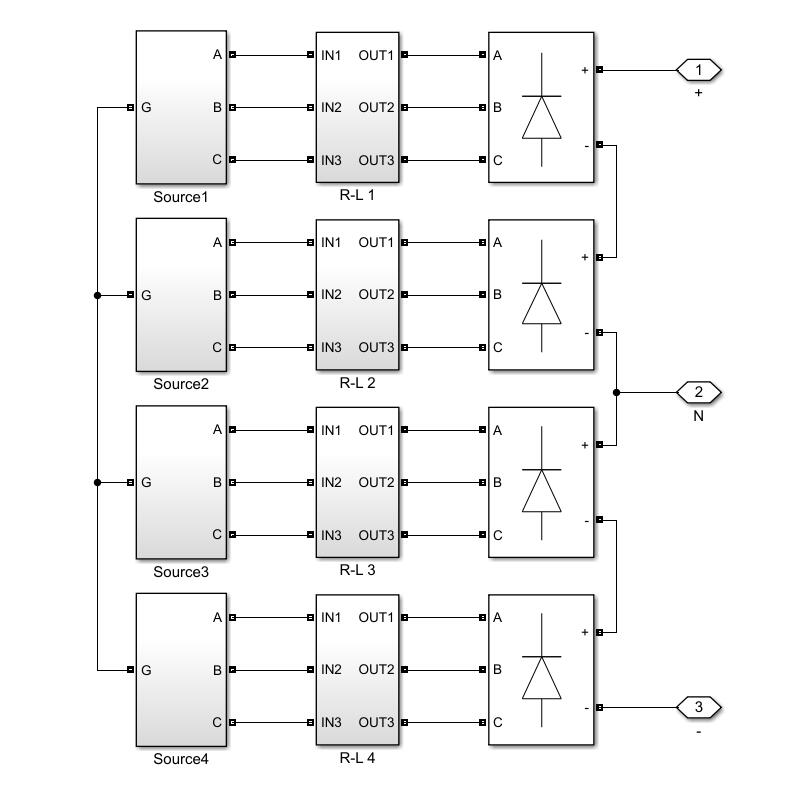 A IN1 OUT1 A + 1
+
G B IN2 OUT2 B
-
C IN3 OUT3 C
Source1 R-L 1
A IN1 OUT1 A +
G B IN2 OUT2 B
-
C IN3 OUT3 C
Source2 R-L 2
2
N
A IN1 OUT1 A +
G B IN2 OUT2 B
-
C IN3 OUT3 C
Source3 R-L 3
A IN1 OUT1 A +
G B IN2 OUT2 B
- 3
-
C IN3 OUT3 C
Source4 R-L 4